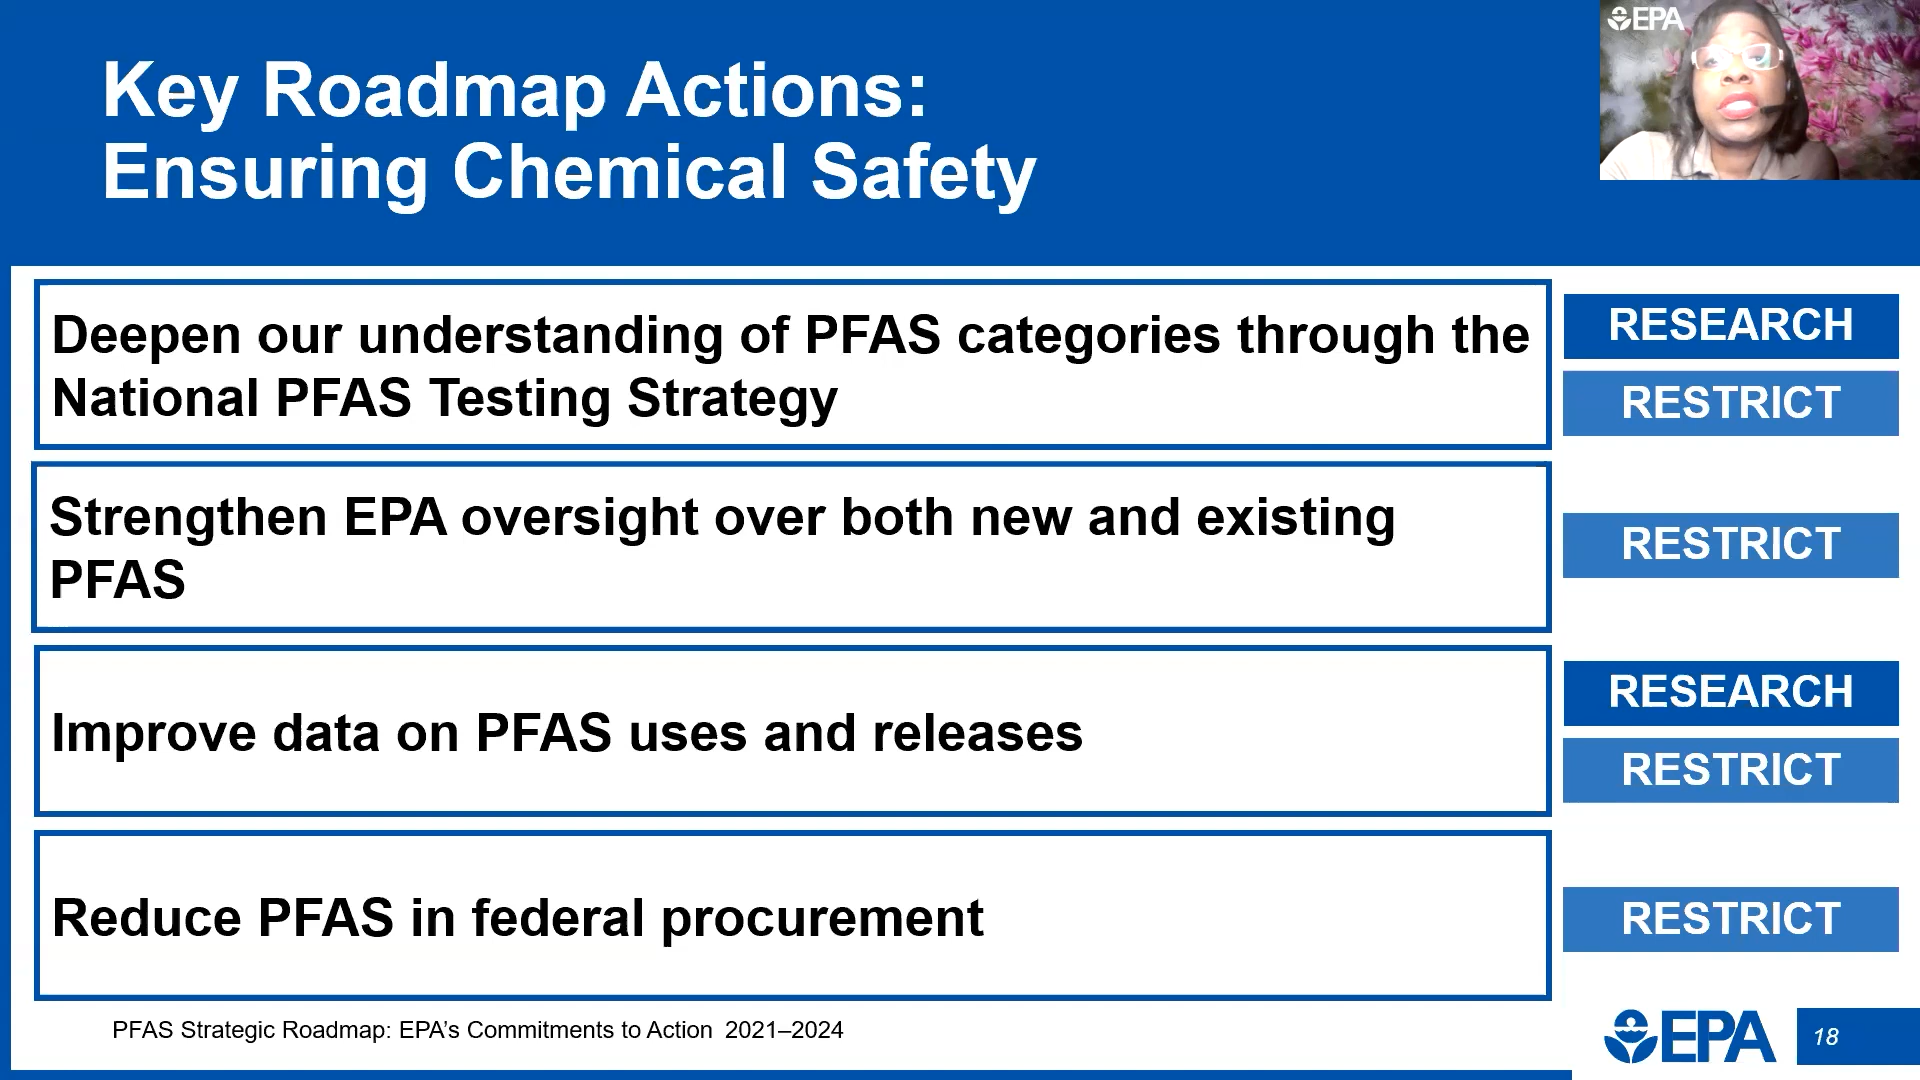 EPA
Key Roadmap Actions:
Ensuring Chemical Safety
Deepen our understanding of PFAS categories through the
National PFAS Testing Strategy
RESEARCH
RESTRICT
Strengthen EPA oversight over both new and existing
PFAS
RESTRICT
Improve data on PFAS uses and releases
RESEARCH
RESTRICT
Reduce PFAS in federal procurement
RESTRICT
PFAS Strategic Roadmap: EPA’s Commitments to Action 2021–2024
EPA
18